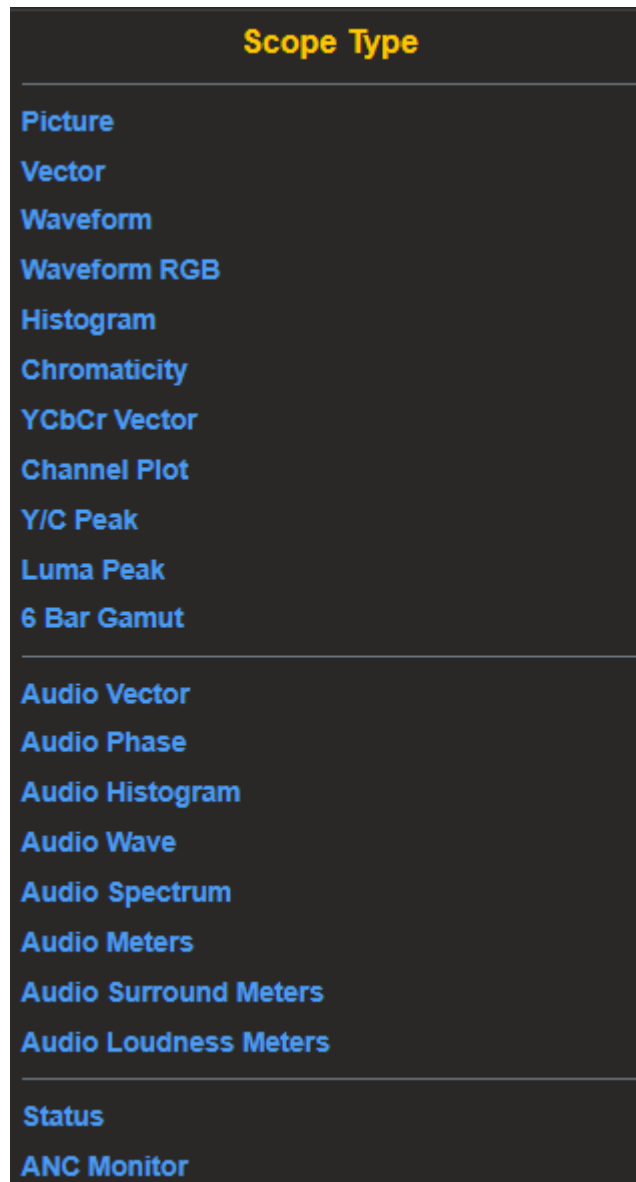 Scope Type
Picture
Vector
Waveform
Waveform RGB
Histogram
Chromaticity
YCbCr Vector
Channel Plot
Y/C Peak
Luma Peak
6 Bar Gamut
Audio Vector
Audio Phase
Audio Histogram
Audio Wave
Audio Spectrum
Audio Meters
Audio Surround Meters
Audio Loudness Meters
Status
ANC Monitor